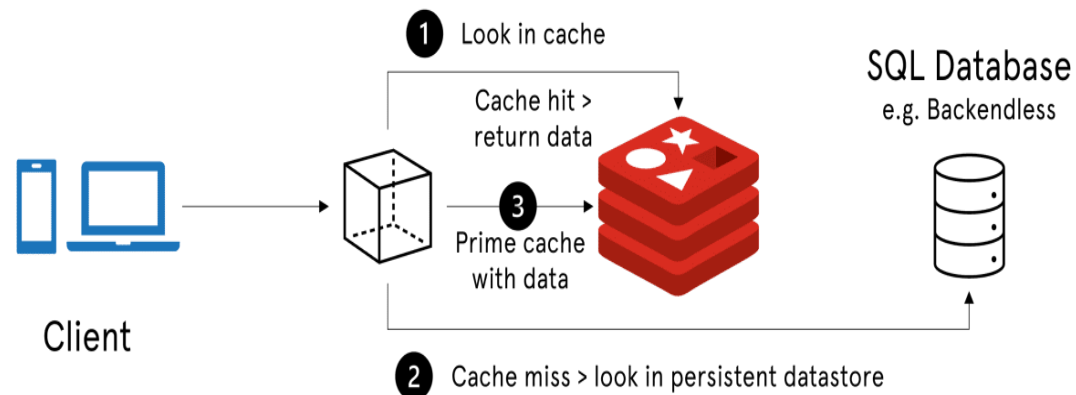 1 Look in cache
SQL Database
e.g. Backendless
Cache hit >
return data
3
Prime cache
with data
Client
2 Cache miss > look in persistent datastore